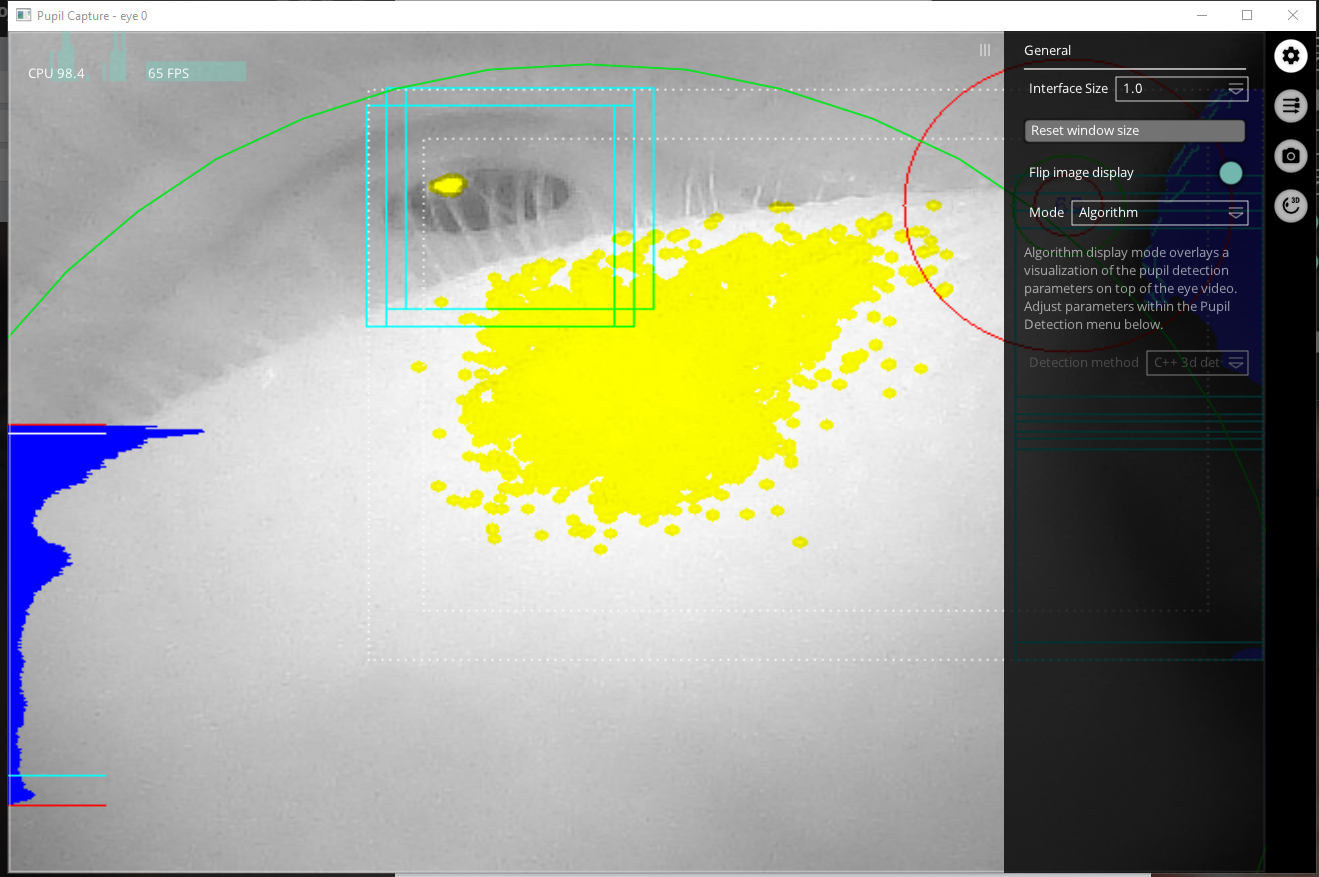 Pupil Capture - eye 0
CPU 98.4
65 FPS
General
Interface Size
1.0
Reset window size
Flip image display
Mode
Algorithm
Algorithm display mode overlays a
visualization of the pupil detection
parameters on top of the eye video.
Adjust parameters within the Pupil
Detection menu below.
Detection method
C++ 3d det
3D